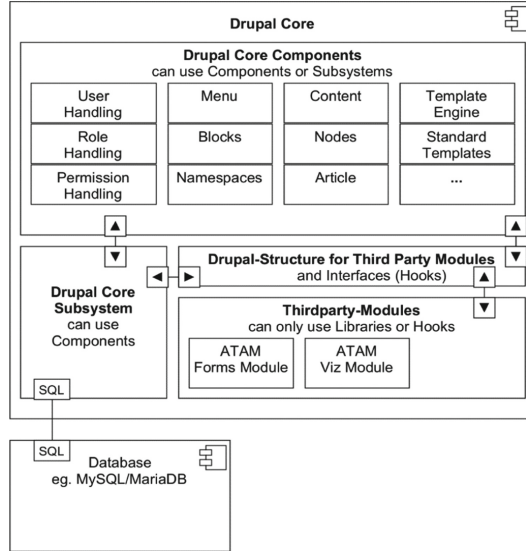 Drupal Core
Drupal Core Components
can use Components or Subsystems
User
Handling
Menu
Content
Template
Engine
Role
Handling
Blocks
Nodes
Standard
Templates
Permission
Handling
Namespaces
Article
...
Drupal Core
Subsystem
can use
Components
Drupal-Structure for Third Party Modules
and Interfaces (Hooks)
Thirdparty-Modules
can only use Libraries or Hooks
ATAM
Forms Module
ATAM
Viz Module
SQL
SQL
Database
eg. MySQL/MariaDB